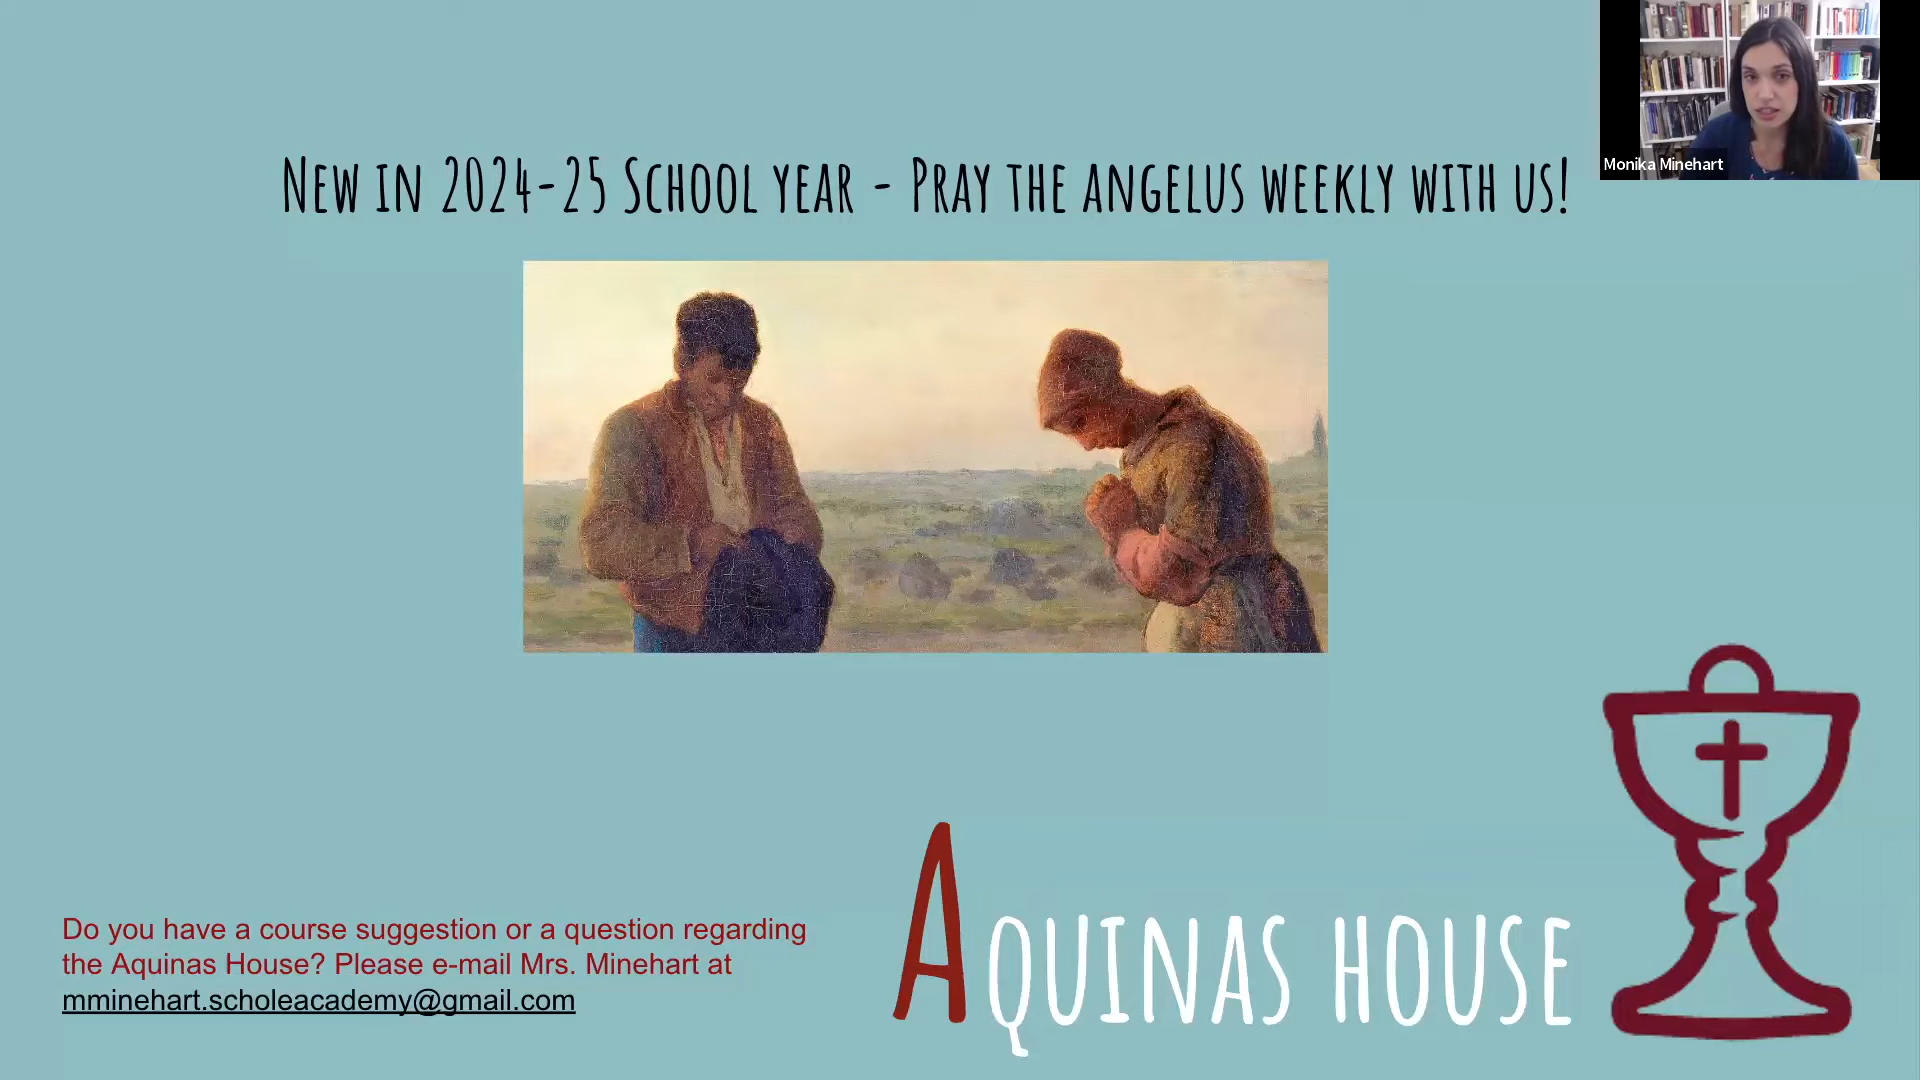 New in 2024-25 School year - Pray the angelus weekly with us!
Monika Minehart
Do you have a course suggestion or a question regarding
the Aquinas House? Please e-mail Mrs. Minehart at
mminehart.scholeacademy@gmail.com
Aquinas house